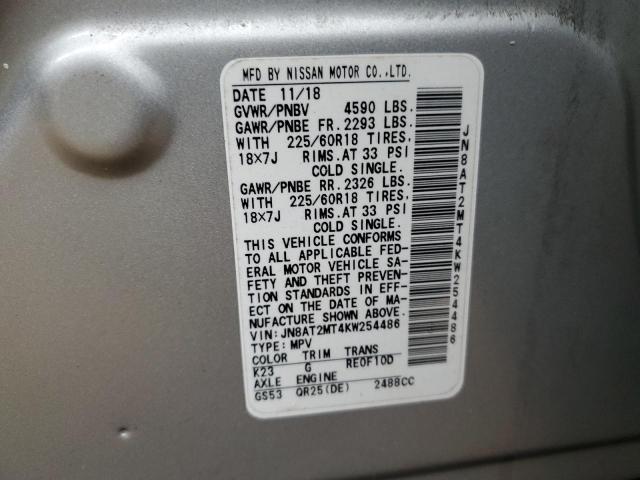 MFD BY NISSAN MOTOR CO.,LTD.
DATE 11/18
GVWR/PNBV 4590 LBS.
GAWR/PNBE FR. 2293 LBS.
WITH 225/60R18 TIRES,
18X7J RIMS.AT 33 PSI
COLD SINGLE.
GAWR/PNBE RR. 2326 LBS.
WITH 225/60R18 TIRES,
18X7J RIMS.AT 33 PSI
COLD SINGLE.
THIS VEHICLE CONFORMS
TO ALL APPLICABLE FED-
ERAL MOTOR VEHICLE SA-
FETY AND THEFT PREVEN-
TION STANDARDS IN EFF-
ECT ON THE DATE OF MA-
NUFACTURE SHOWN ABOVE.
VIN: JN8AT2MT4KW254486
TYPE: MPV
COLOR TRIM TRANS
K23 G RE0F10D
AXLE ENGINE
GS53 QR25(DE) 2488CC
JN8AT2MT4KW254486